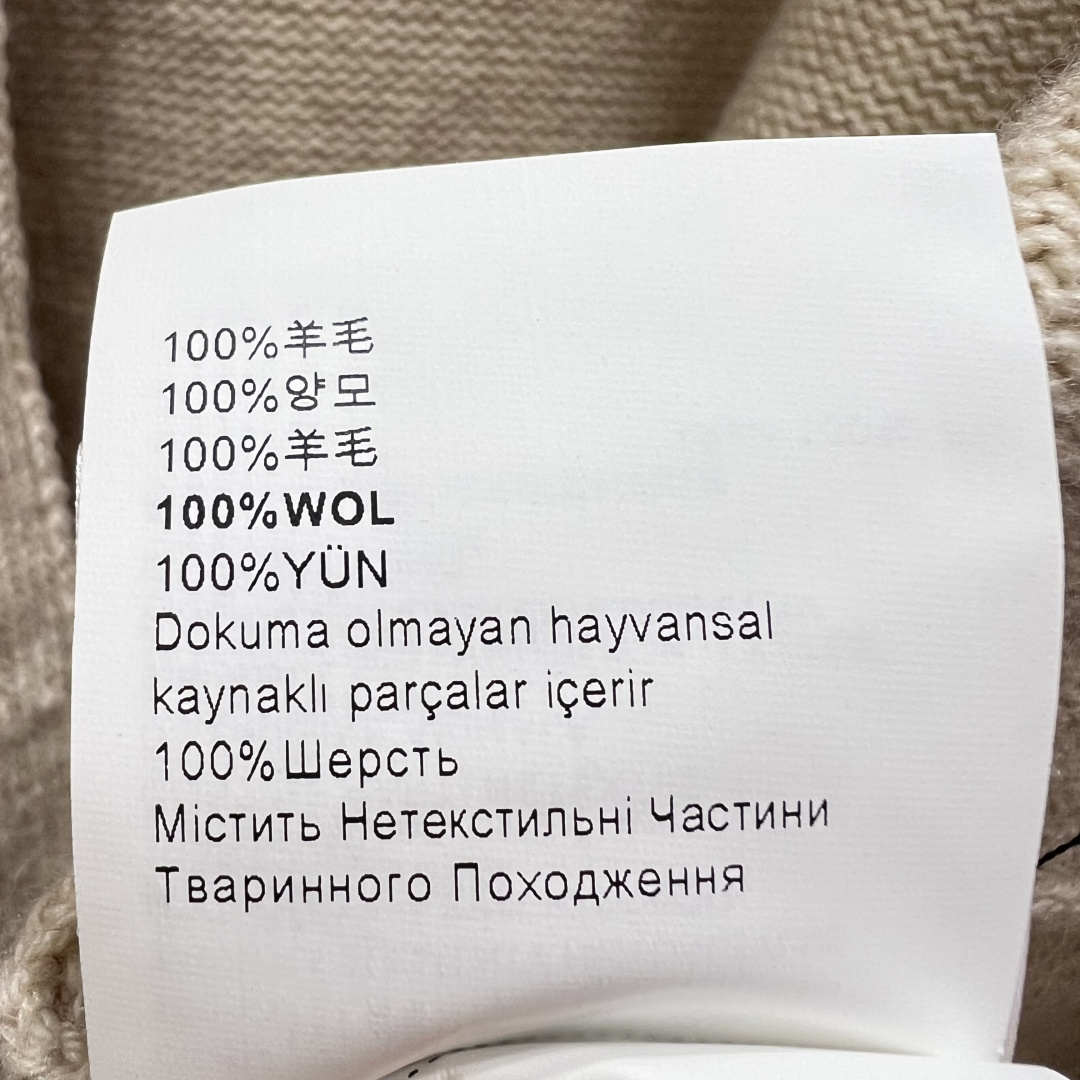 100%羊毛
100%양모
100%羊毛
100%WOL
100%YÜN
Dokuma olmayan hayvansal
kaynaklı parçalar içerir
100%Шерсть
Містить Нетекстильні Частини
Тваринного Походження